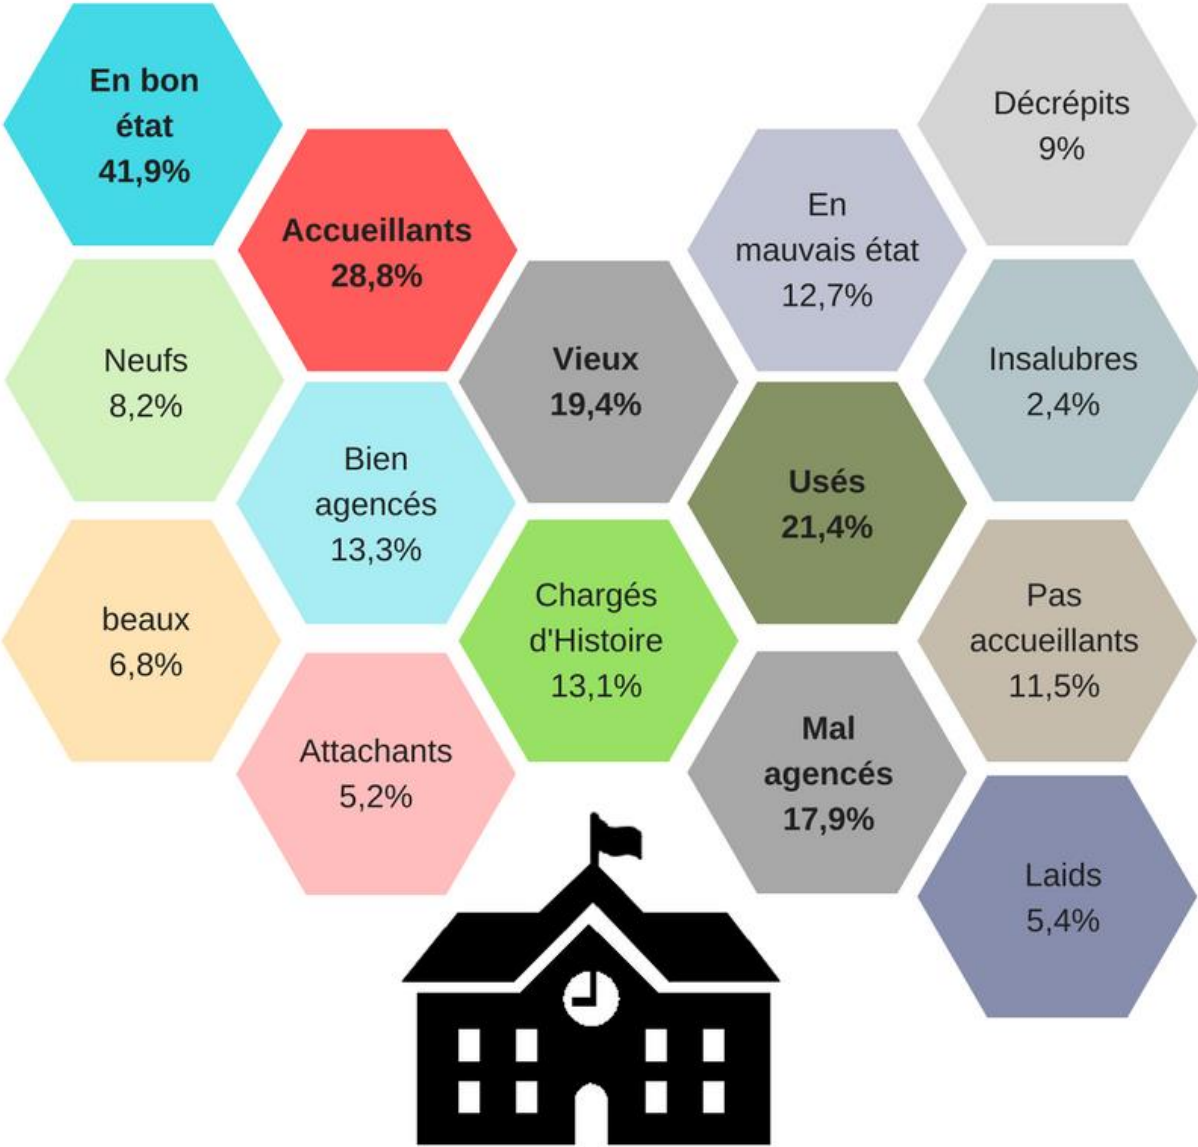 En bon
état
41,9%
Décrépits
9%
Accueillants
28,8%
En
mauvais état
12,7%
Neufs
8,2%
Vieux
19,4%
Insalubres
2,4%
Bien
agencés
13,3%
Usés
21,4%
beaux
6,8%
Chargés
d'Histoire
13,1%
Pas
accueillants
11,5%
Attachants
5,2%
Mal
agencés
17,9%
Laids
5,4%